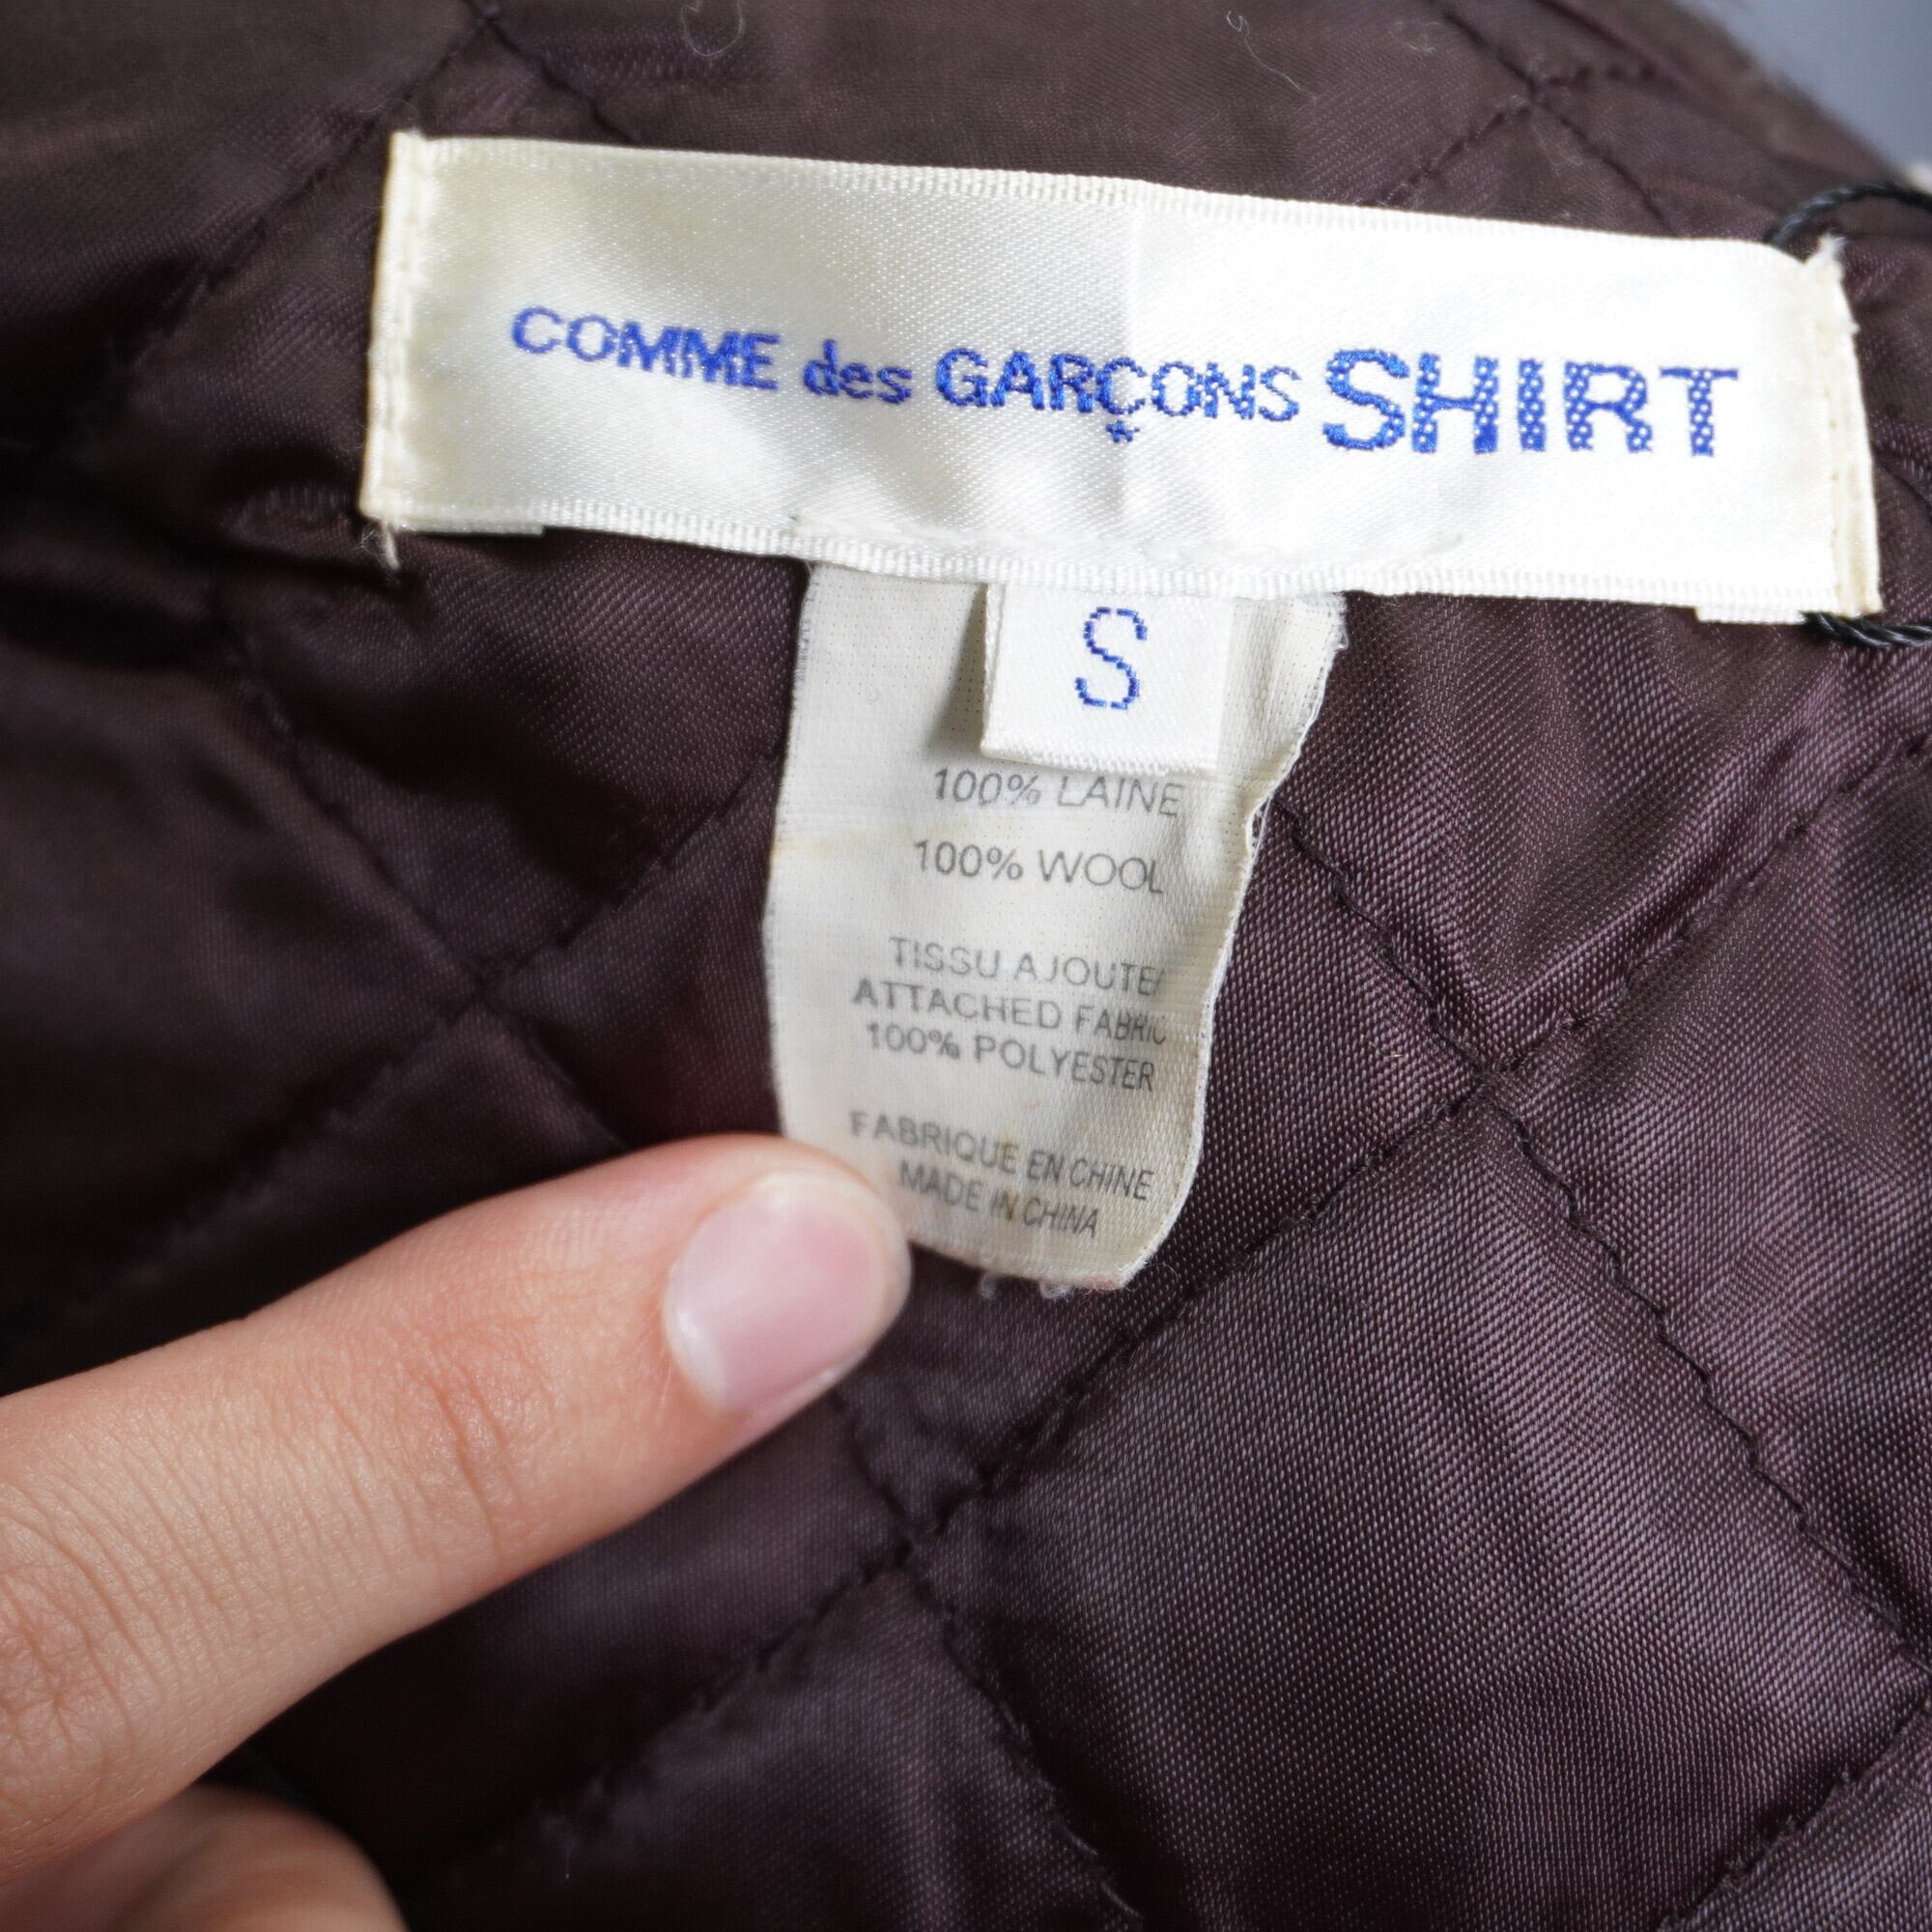 COMME des GARÇONS SHIRT
S
100% LAINE
100% WOOL
TISSU AJOUTE/
ATTACHED FABRIC
100% POLYESTER
FABRIQUE EN CHINE
MADE IN CHINA